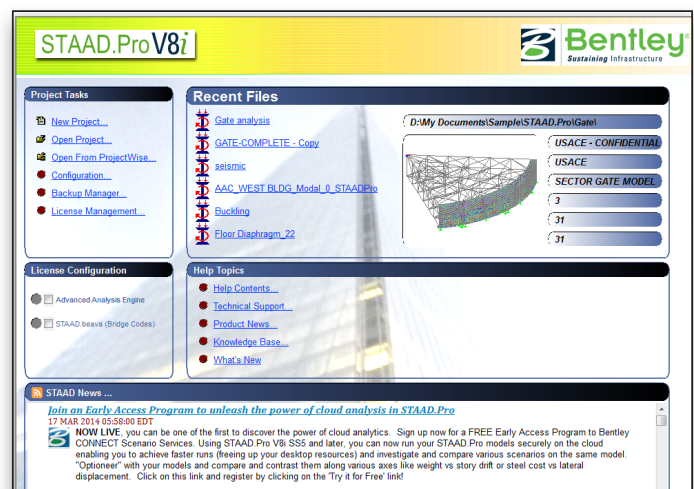 STAAD.Pro V8i
Bentley®
Sustaining Infrastructure
Project Tasks
New Project...
Open Project...
Open From ProjectWise...
Configuration...
Backup Manager...
License Management...
Recent Files
Gate analysis
GATE-COMPLETE - Copy
seismic
AAC_WEST BLDG_Modal_0_STAADPro
Buckling
Floor Diaphragm_22
D:\My Documents\Sample\STAAD.Pro\Gate\
USACE - CONFIDENTIAL
USACE
SECTOR GATE MODEL
3
31
31
License Configuration
Advanced Analysis Engine
STAAD.beava (Bridge Codes)
Help Topics
Help Contents...
Technical Support...
Product News...
Knowledge Base...
What's New
STAAD News ...
Join an Early Access Program to unleash the power of cloud analysis in STAAD.Pro
17 MAR 2014 05:58:00 EDT
NOW LIVE, you can be one of the first to discover the power of cloud analytics. Sign up now for a FREE Early Access Program to Bentley
CONNECT Scenario Services. Using STAAD.Pro V8i SS5 and later, you can now run your STAAD.Pro models securely on the cloud
enabling you to achieve faster runs (freeing up your desktop resources) and investigate and compare various scenarios on the same model.
"Optioneer" with your models and compare and contrast them along various axes like weight vs story drift or steel cost vs lateral
displacement. Click on this link and register by clicking on the 'Try it for Free' link!